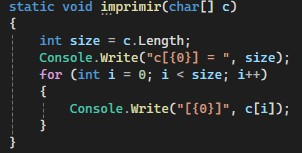 static void imprimir(char[] c)
{
int size = c.Length;
Console.Write("c[{0}] = ", size);
for (int i = 0; i < size; i++)
{
Console.Write("[{0}]", c[i]);
}
}